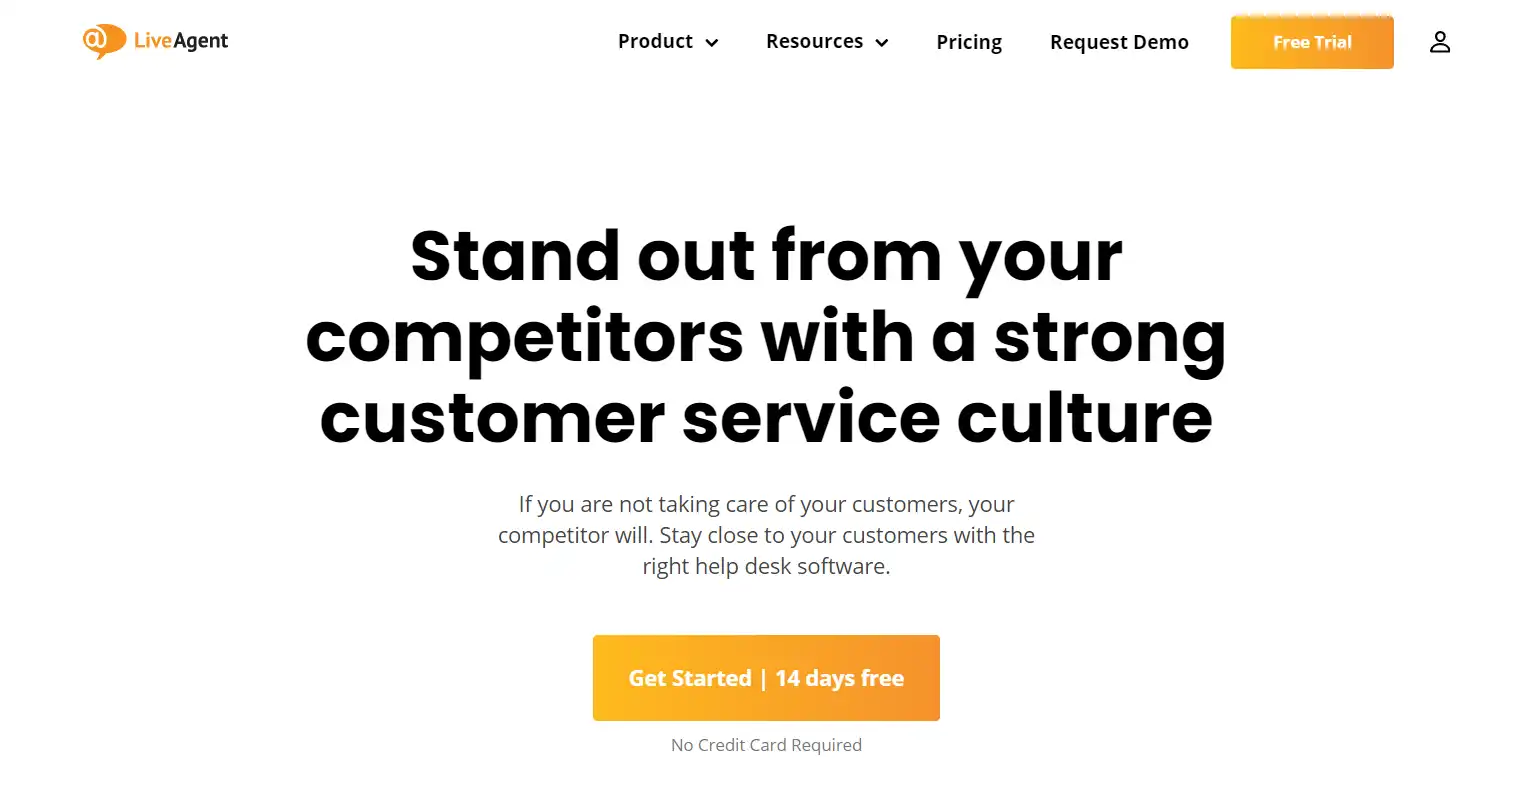 LiveAgent
Product
Resources
Pricing
Request Demo
Free Trial
Stand out from your
competitors with a strong
customer service culture
If you are not taking care of your customers, your
competitor will. Stay close to your customers with the
right help desk software.
Get Started | 14 days free
No Credit Card Required